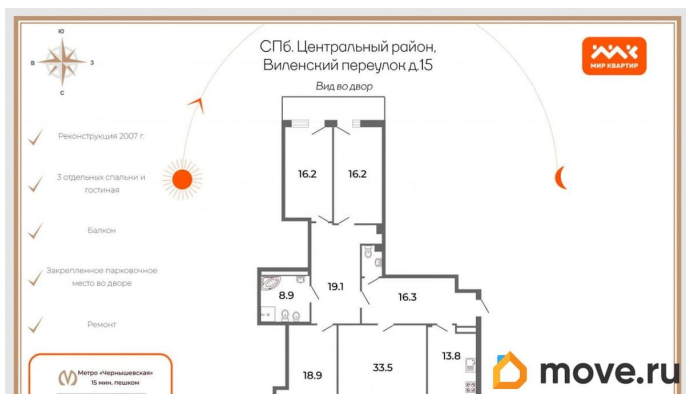 Ю
В
З
С
СПб. Центральный район,
Виленский переулок д.15
Вид во двор
МИР КВАРТИР
Реконструкция 2007 г.
3 отдельных спальни и
гостиная
Балкон
Закрепленное парковочное
место во дворе
Ремонт
Метро «Чернышевская»
15 мин. пешком
16.2
16.2
8.9
19.1
16.3
18.9
33.5
13.8
move.ru